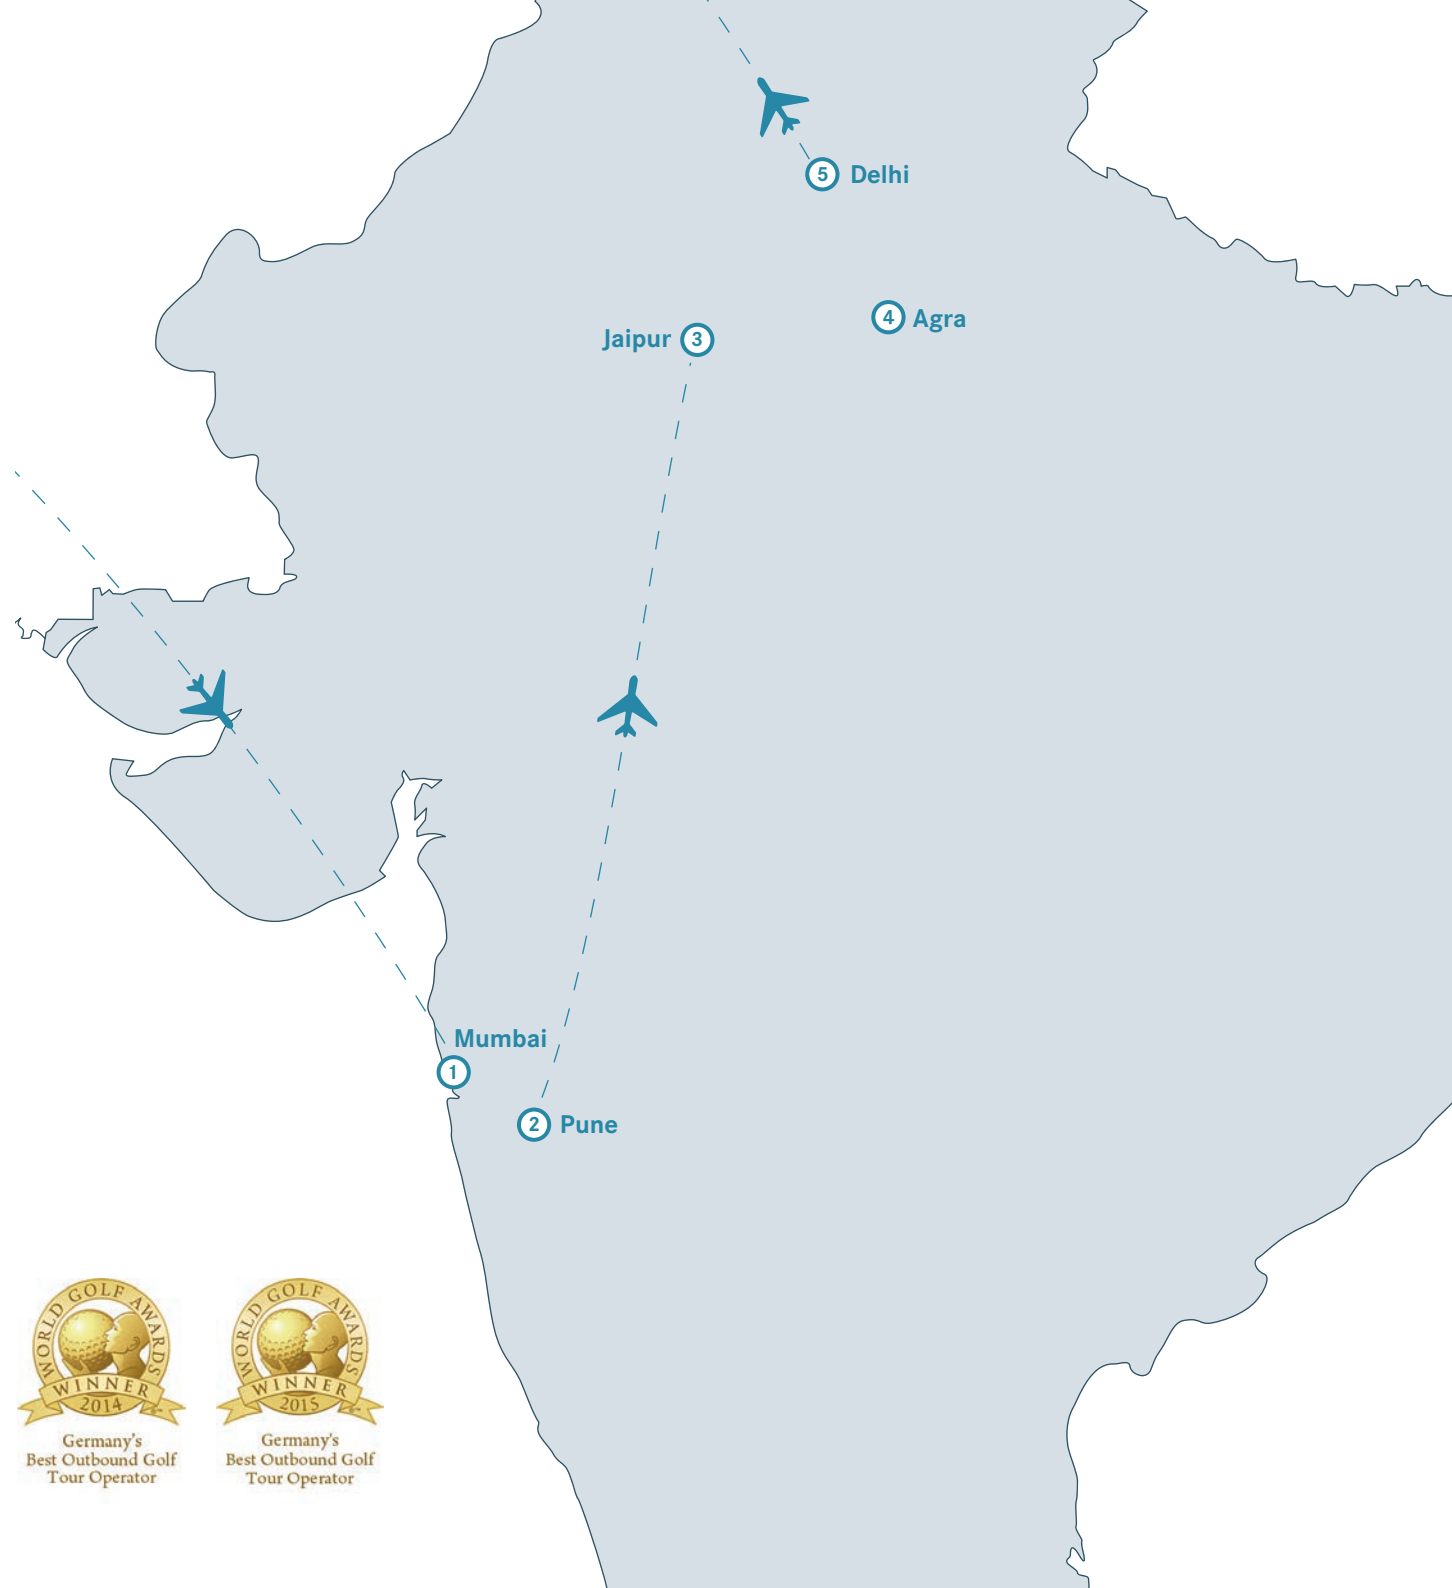 5 Delhi
4 Agra
Jaipur 3
Mumbai
1
2 Pune
WORLD GOLF AWARDS
WINNER
2014
Germany's
Best Outbound Golf
Tour Operator
WORLD GOLF AWARDS
WINNER
2015
Germany's
Best Outbound Golf
Tour Operator